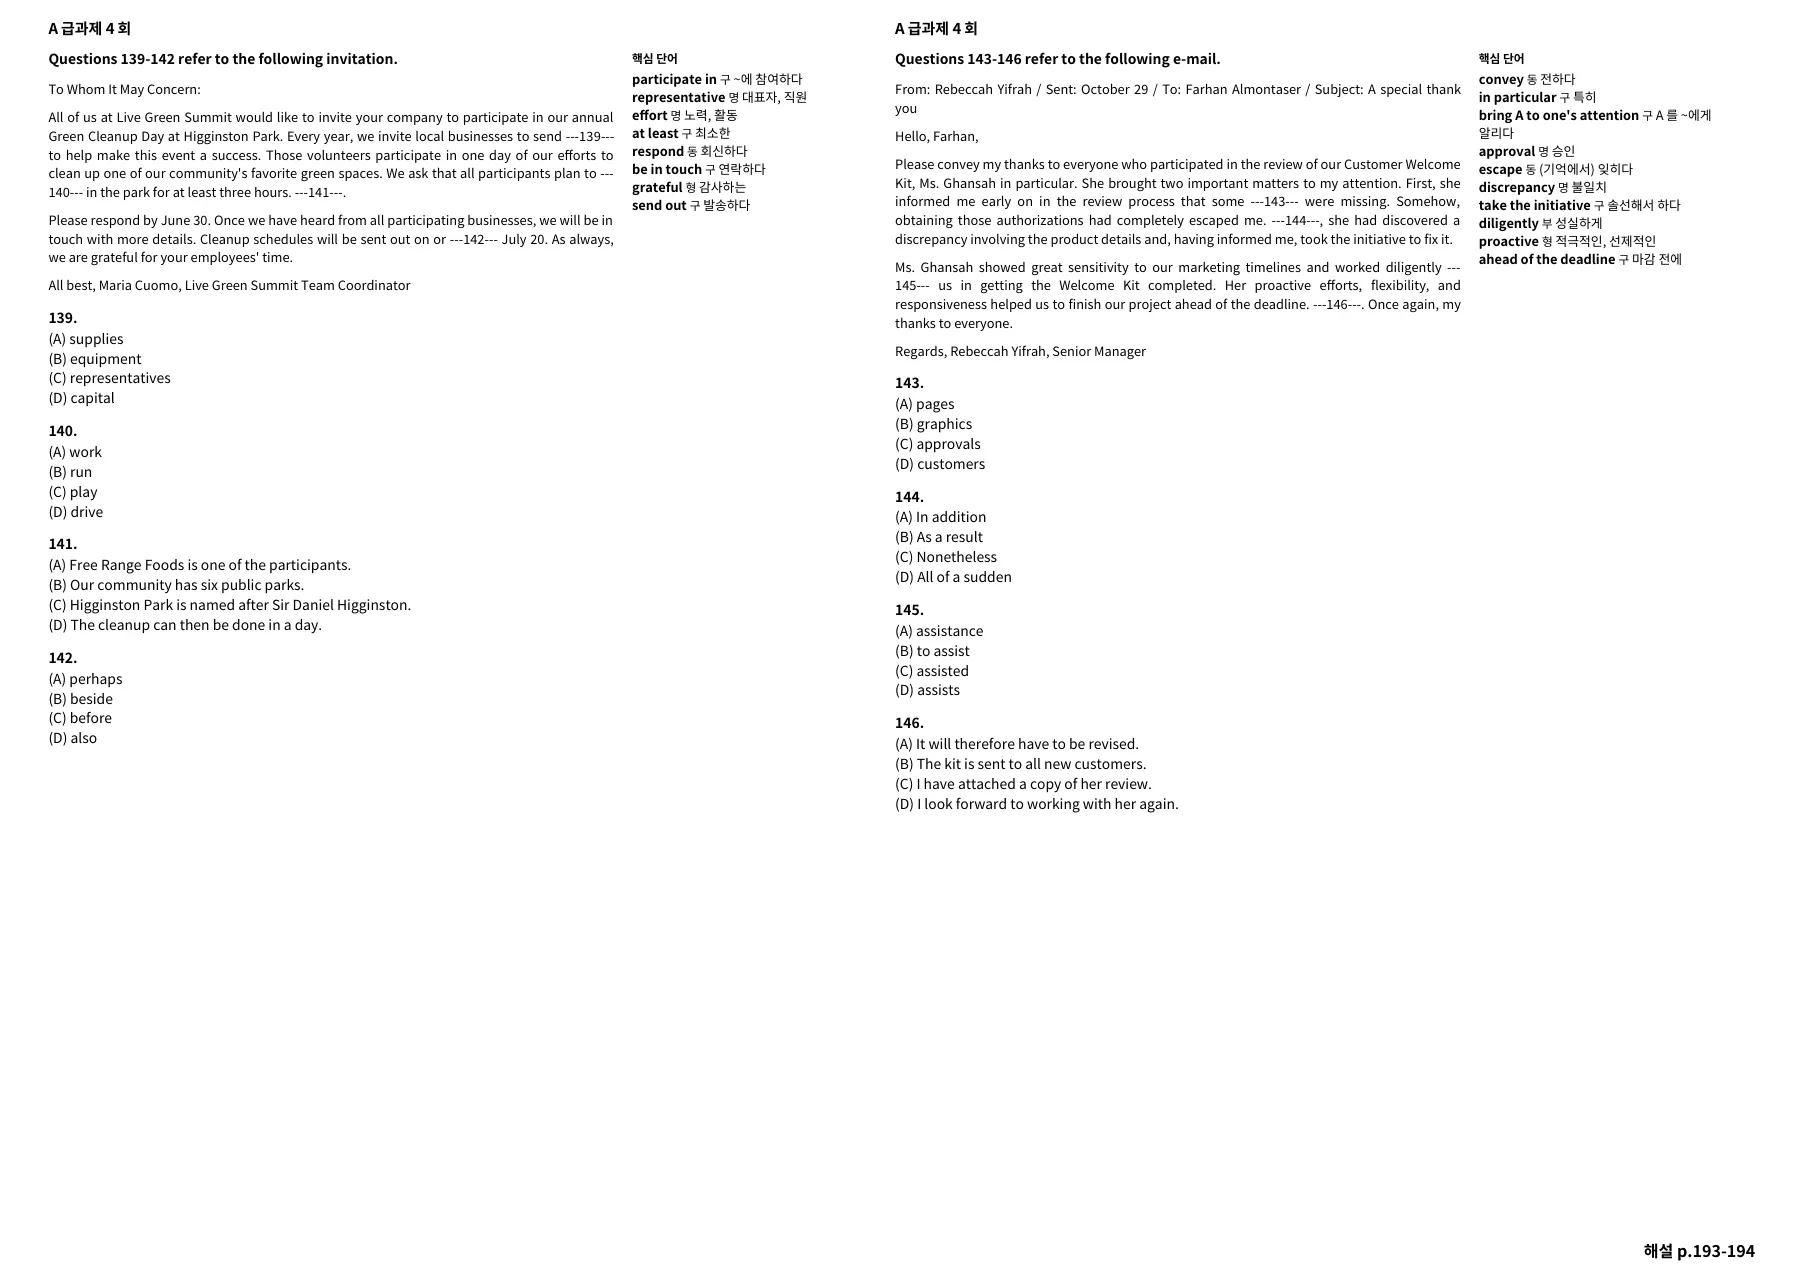 A 급과제 4 회
Questions 139-142 refer to the following invitation.
To Whom It May Concern:
All of us at Live Green Summit would like to invite your company to participate in our annual
Green Cleanup Day at Higginston Park. Every year, we invite local businesses to send ---139---
to help make this event a success. Those volunteers participate in one day of our efforts to
clean up one of our community's favorite green spaces. We ask that all participants plan to ---
140--- in the park for at least three hours. ---141---.
Please respond by June 30. Once we have heard from all participating businesses, we will be in
touch with more details. Cleanup schedules will be sent out on or ---142--- July 20. As always,
we are grateful for your employees' time.
All best, Maria Cuomo, Live Green Summit Team Coordinator
139.
(A) supplies
(B) equipment
(C) representatives
(D) capital
140.
(A) work
(B) run
(C) play
(D) drive
141.
(A) Free Range Foods is one of the participants.
(B) Our community has six public parks.
(C) Higginston Park is named after Sir Daniel Higginston.
(D) The cleanup can then be done in a day.
142.
(A) perhaps
(B) beside
(C) before
(D) also
핵심 단어
participate in 구 ~에 참여하다
representative 명 대표자, 직원
effort 명 노력, 활동
at least 구 최소한
respond 동 회신하다
be in touch 구 연락하다
grateful 형 감사하는
send out 구 발송하다
A 급과제 4 회
Questions 143-146 refer to the following e-mail.
From: Rebeccah Yifrah / Sent: October 29 / To: Farhan Almontaser / Subject: A special thank
you
Hello, Farhan,
Please convey my thanks to everyone who participated in the review of our Customer Welcome
Kit, Ms. Ghansah in particular. She brought two important matters to my attention. First, she
informed me early on in the review process that some ---143--- were missing. Somehow,
obtaining those authorizations had completely escaped me. ---144---, she had discovered a
discrepancy involving the product details and, having informed me, took the initiative to fix it.
Ms. Ghansah showed great sensitivity to our marketing timelines and worked diligently ---
145--- us in getting the Welcome Kit completed. Her proactive efforts, flexibility, and
responsiveness helped us to finish our project ahead of the deadline. ---146---. Once again, my
thanks to everyone.
Regards, Rebeccah Yifrah, Senior Manager
143.
(A) pages
(B) graphics
(C) approvals
(D) customers
144.
(A) In addition
(B) As a result
(C) Nonetheless
(D) All of a sudden
145.
(A) assistance
(B) to assist
(C) assisted
(D) assists
146.
(A) It will therefore have to be revised.
(B) The kit is sent to all new customers.
(C) I have attached a copy of her review.
(D) I look forward to working with her again.
핵심 단어
convey 동 전하다
in particular 구 특히
bring A to one's attention 구 A 를 ~에게
알리다
approval 명 승인
escape 동 (기억에서) 잊히다
discrepancy 명 불일치
take the initiative 구 솔선해서 하다
diligently 부 성실하게
proactive 형 적극적인, 선제적인
ahead of the deadline 구 마감 전에
해설 p.193-194